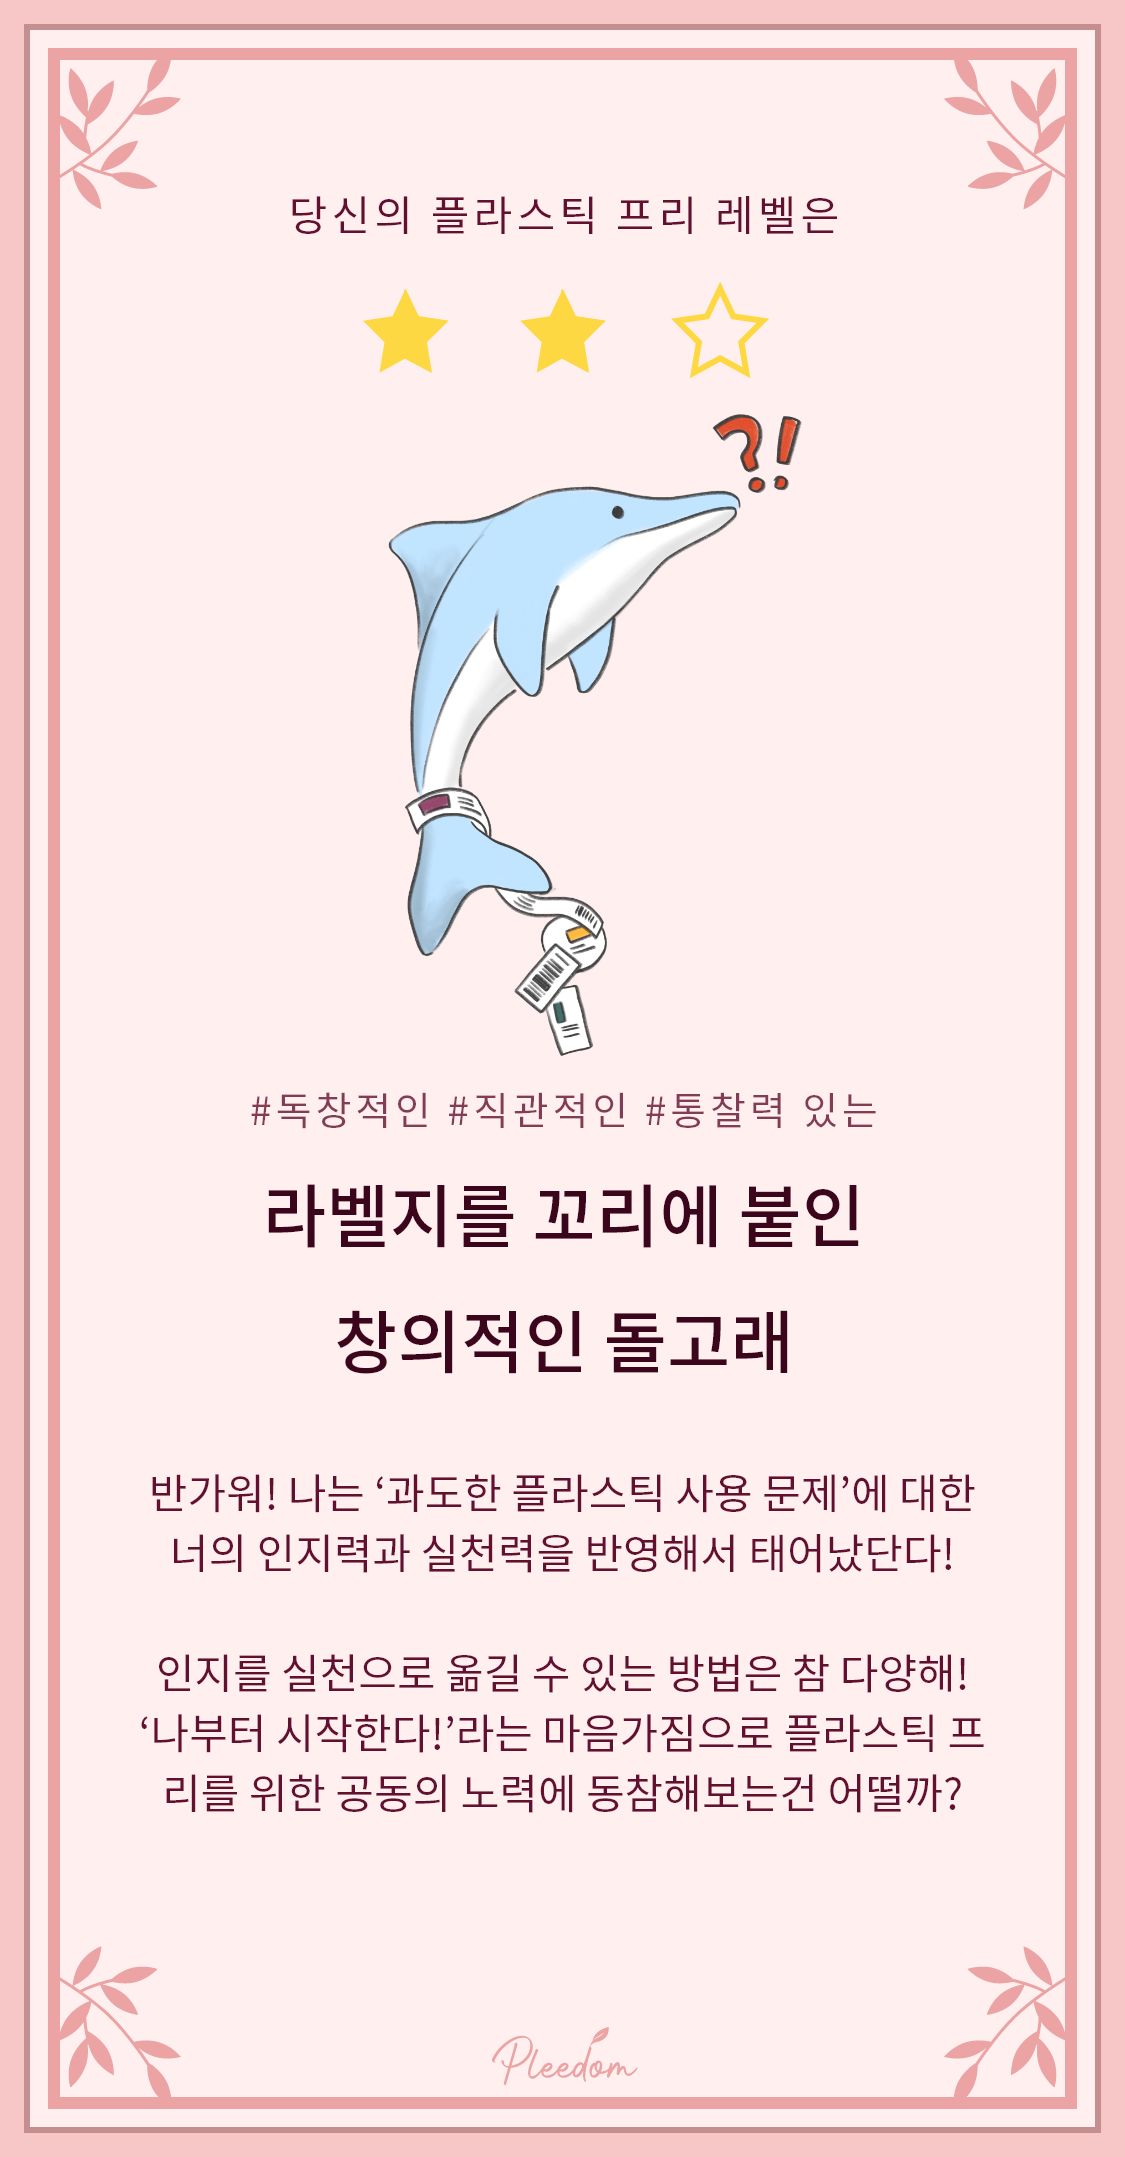 당신의 플라스틱 프리 레벨은
?!
#독창적인 #직관적인 #통찰력 있는
라벨지를 꼬리에 붙인
창의적인 돌고래
반가워! 나는 ‘과도한 플라스틱 사용 문제’에 대한
너의 인지력과 실천력을 반영해서 태어났단다!
인지를 실천으로 옮길 수 있는 방법은 참 다양해!
‘나부터 시작한다!’라는 마음가짐으로 플라스틱 프
리를 위한 공동의 노력에 동참해보는건 어떨까?
Pleedom